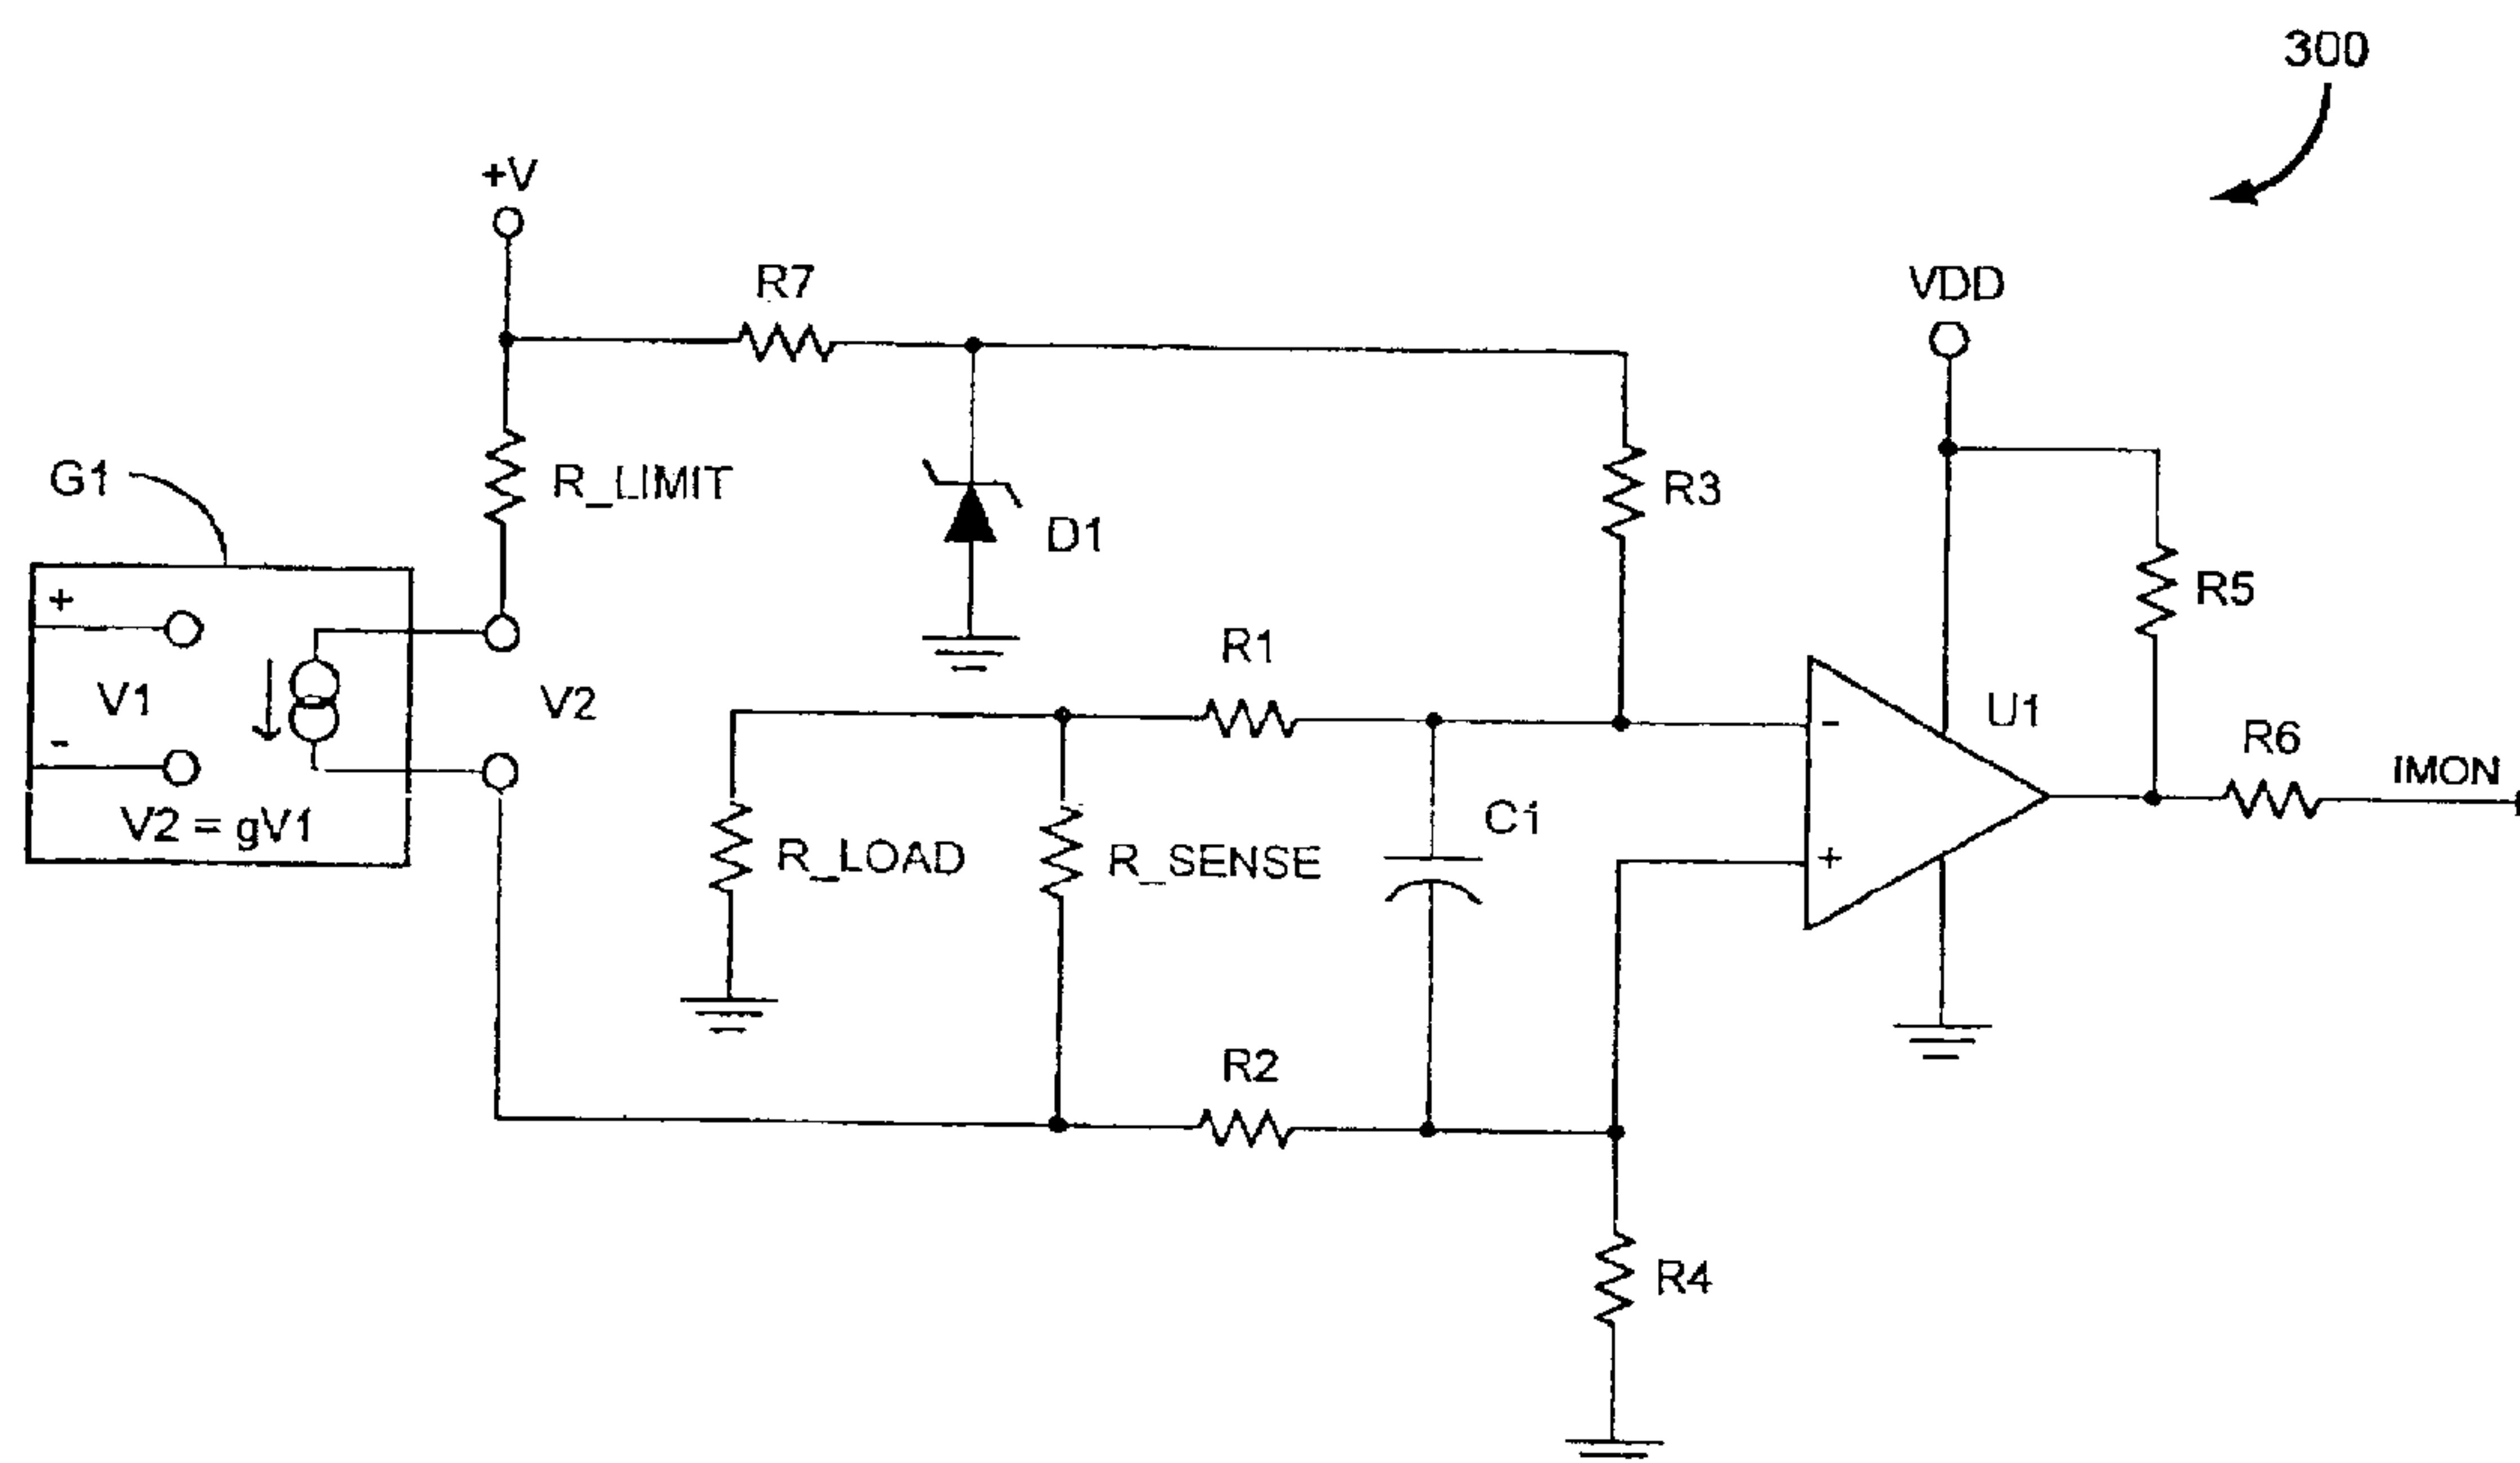 300
+V
R7
VDD
G1
R_LIMIT
R3
D1
R5
+
V1
-
V2 = gV1
V2
R1
-
+
U1
R6
IMON
R_LOAD
R_SENSE
Ci
R2
R4